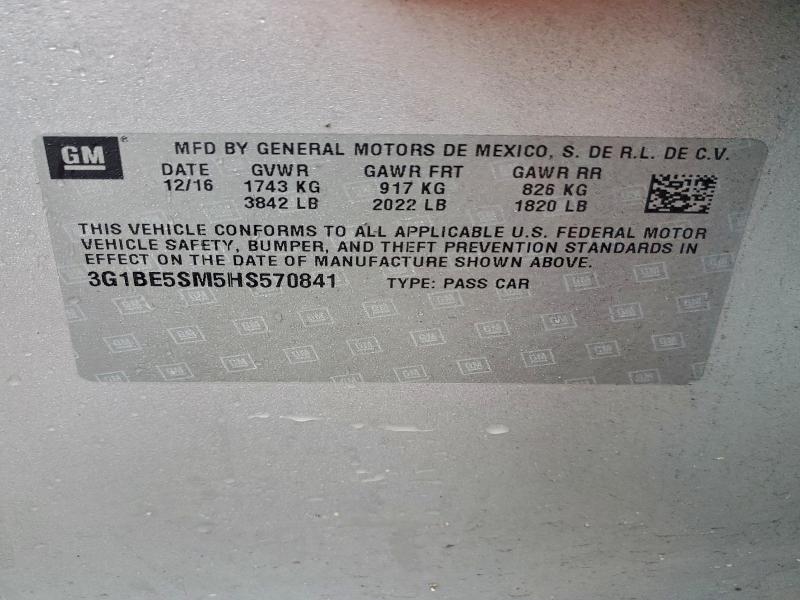 GM® MFD BY GENERAL MOTORS DE MEXICO, S. DE R.L. DE C.V.
DATE GVWR GAWR FRT GAWR RR
12/16 1743 KG 917 KG 826 KG
3842 LB 2022 LB 1820 LB
THIS VEHICLE CONFORMS TO ALL APPLICABLE U.S. FEDERAL MOTOR
VEHICLE SAFETY, BUMPER, AND THEFT PREVENTION STANDARDS IN
EFFECT ON THE DATE OF MANUFACTURE SHOWN ABOVE.
3G1BE5SM5HS570841 TYPE: PASS CAR